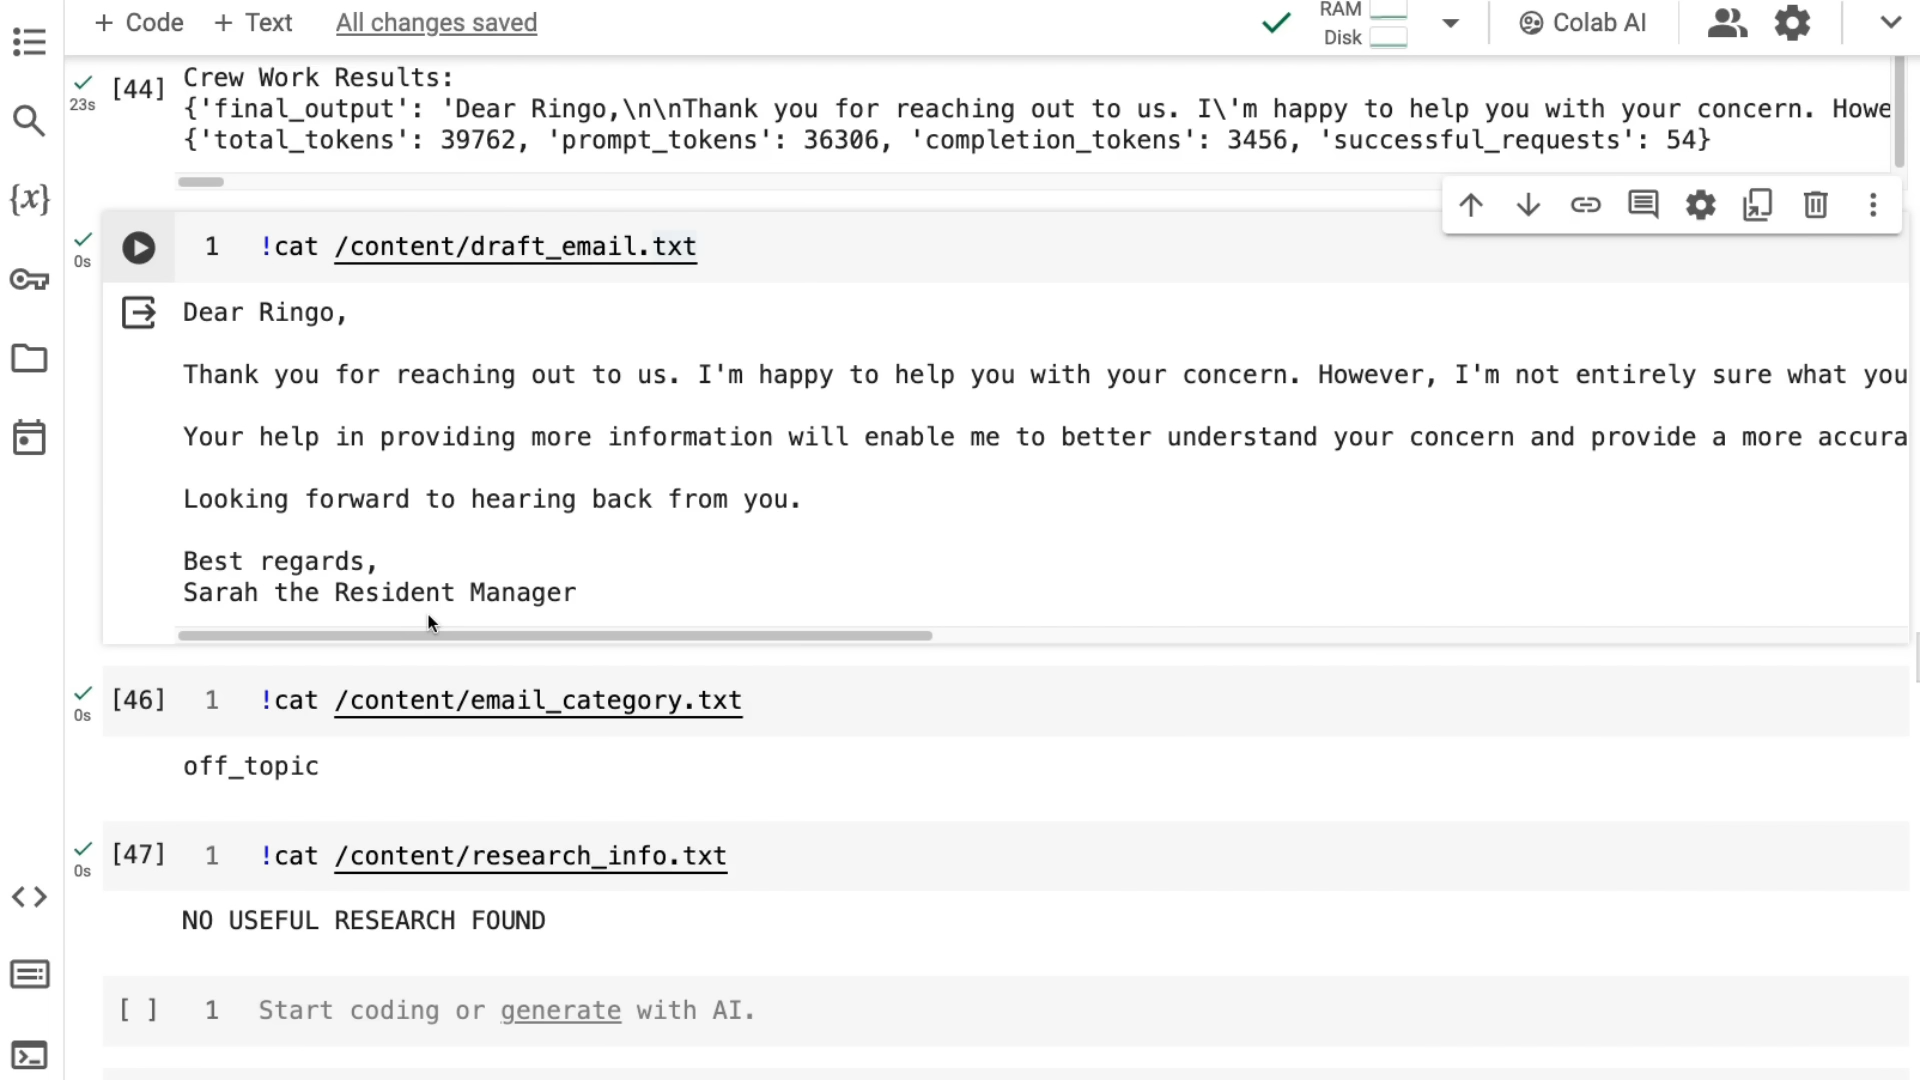 + Code + Text All changes saved RAM Disk Colab AI
{x}
23s [44] Crew Work Results:
{'final_output': 'Dear Ringo,\n\nThank you for reaching out to us. I\'m happy to help you with your concern. Howe
{'total_tokens': 39762, 'prompt_tokens': 36306, 'completion_tokens': 3456, 'successful_requests': 54}
0s 1 !cat /content/draft_email.txt
Dear Ringo,
Thank you for reaching out to us. I'm happy to help you with your concern. However, I'm not entirely sure what you
Your help in providing more information will enable me to better understand your concern and provide a more accura
Looking forward to hearing back from you.
Best regards,
Sarah the Resident Manager
0s [46] 1 !cat /content/email_category.txt
off_topic
0s [47] 1 !cat /content/research_info.txt
NO USEFUL RESEARCH FOUND
[ ] 1 Start coding or generate with AI.